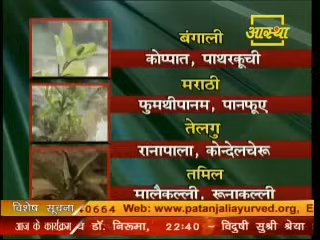 आस्था
बंगाली
कोप्पात, पाथरकूची
मराठी
फुमथीपानम, पानफूए
तेलगु
रानापाला, कोन्देलचेरू
तमिल
मालैकल्ली, रूनाकल्ली
विशेष सूचना -0664 Web: www.patanjaliayurved.org, E
आज के कार्यक्रम व डॉ. निरूमा, 22:40 - विदुषी सुश्री श्रेया